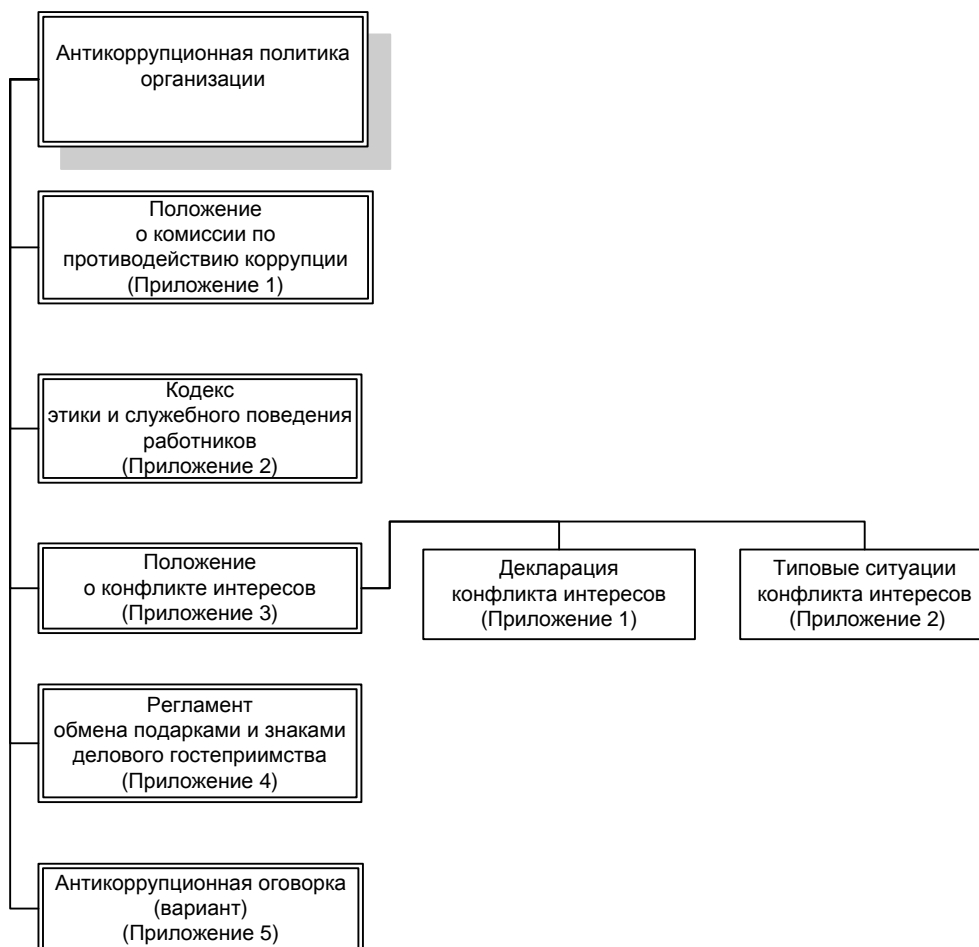 Антикоррупционная политика
организации
Положение
о комиссии по
противодействию коррупции
(Приложение 1)
Кодекс
этики и служебного поведения
работников
(Приложение 2)
Положение
о конфликте интересов
(Приложение 3)
Декларация
конфликта интересов
(Приложение 1)
Типовые ситуации
конфликта интересов
(Приложение 2)
Регламент
обмена подарками и знаками
делового гостеприимства
(Приложение 4)
Антикоррупционная оговорка
(вариант)
(Приложение 5)